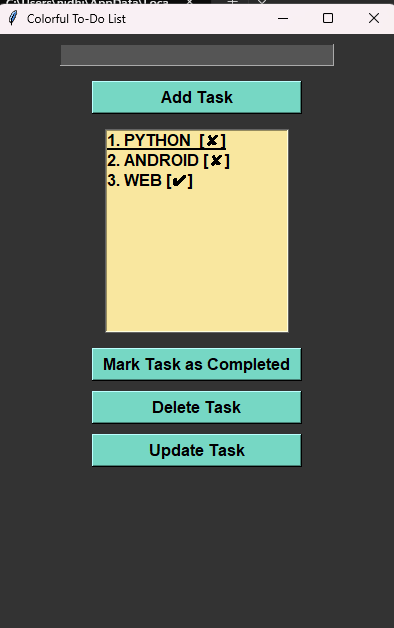 C:\Users\nidhi\AppData\Loca
Colorful To-Do List
Add Task
1. PYTHON [✘]
2. ANDROID [✘]
3. WEB [✔]
Mark Task as Completed
Delete Task
Update Task